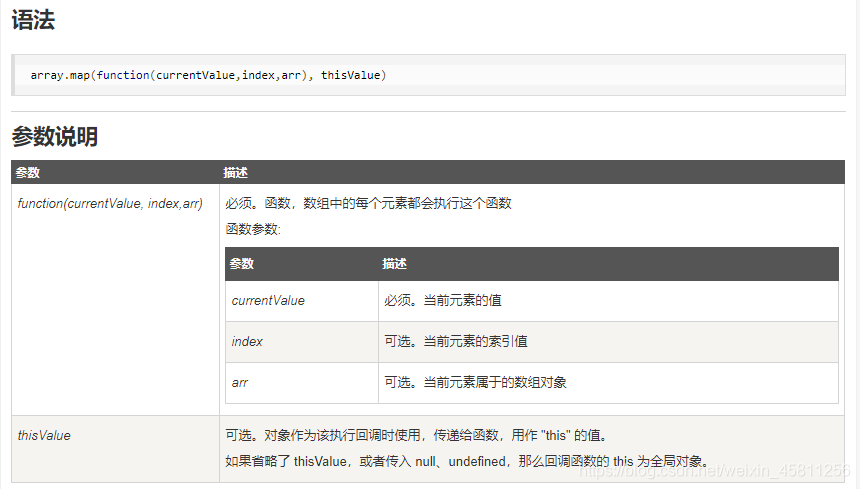 语法
array.map(function(currentValue,index,arr), thisValue)
参数说明
参数 描述
function(currentValue, index,arr) 必须。函数，数组中的每个元素都会执行这个函数
函数参数:
参数 描述
currentValue 必须。当前元素的值
index 可选。当前元素的索引值
arr 可选。当前元素属于的数组对象
thisValue 可选。对象作为该执行回调时使用，传递给函数，用作 "this" 的值。
如果省略了 thisValue，或者传入 null、undefined，那么回调函数的 this 为全局对象。
https://blog.csdn.net/weixin_45811256